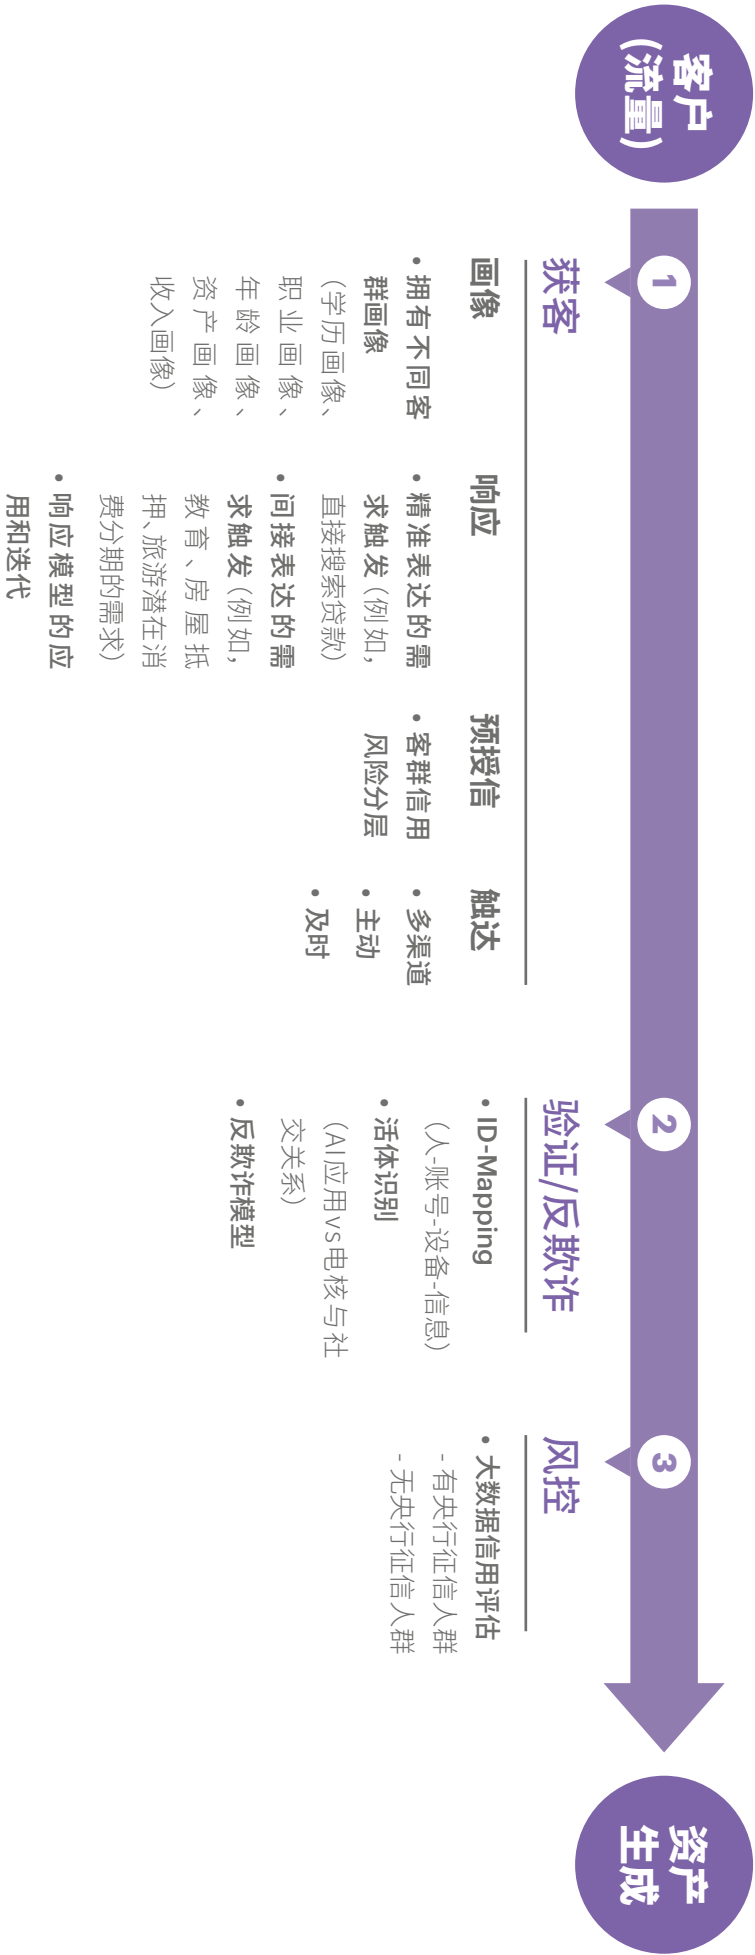 客户
(流量)
1
获客
画像
• 拥有不同客
群画像
（学历画像、
职业画像、
年龄画像、
资产画像、
收入画像）
响应
• 精准表达的需
求触发（例如，
直接搜索贷款）
• 间接表达的需
求触发（例如，
教育、房屋抵
押、旅游潜在消
费分期的需求）
• 响应模型的应
用和迭代
预授信
• 客群信用
风险分层
触达
• 多渠道
• 主动
• 及时
2
验证/反欺诈
• ID-Mapping
（人-账号-设备-信息）
• 活体识别
（AI应用vs电核与社
交关系）
• 反欺诈模型
3
风控
• 大数据信用评估
- 有央行征信人群
- 无央行征信人群
资产
生成